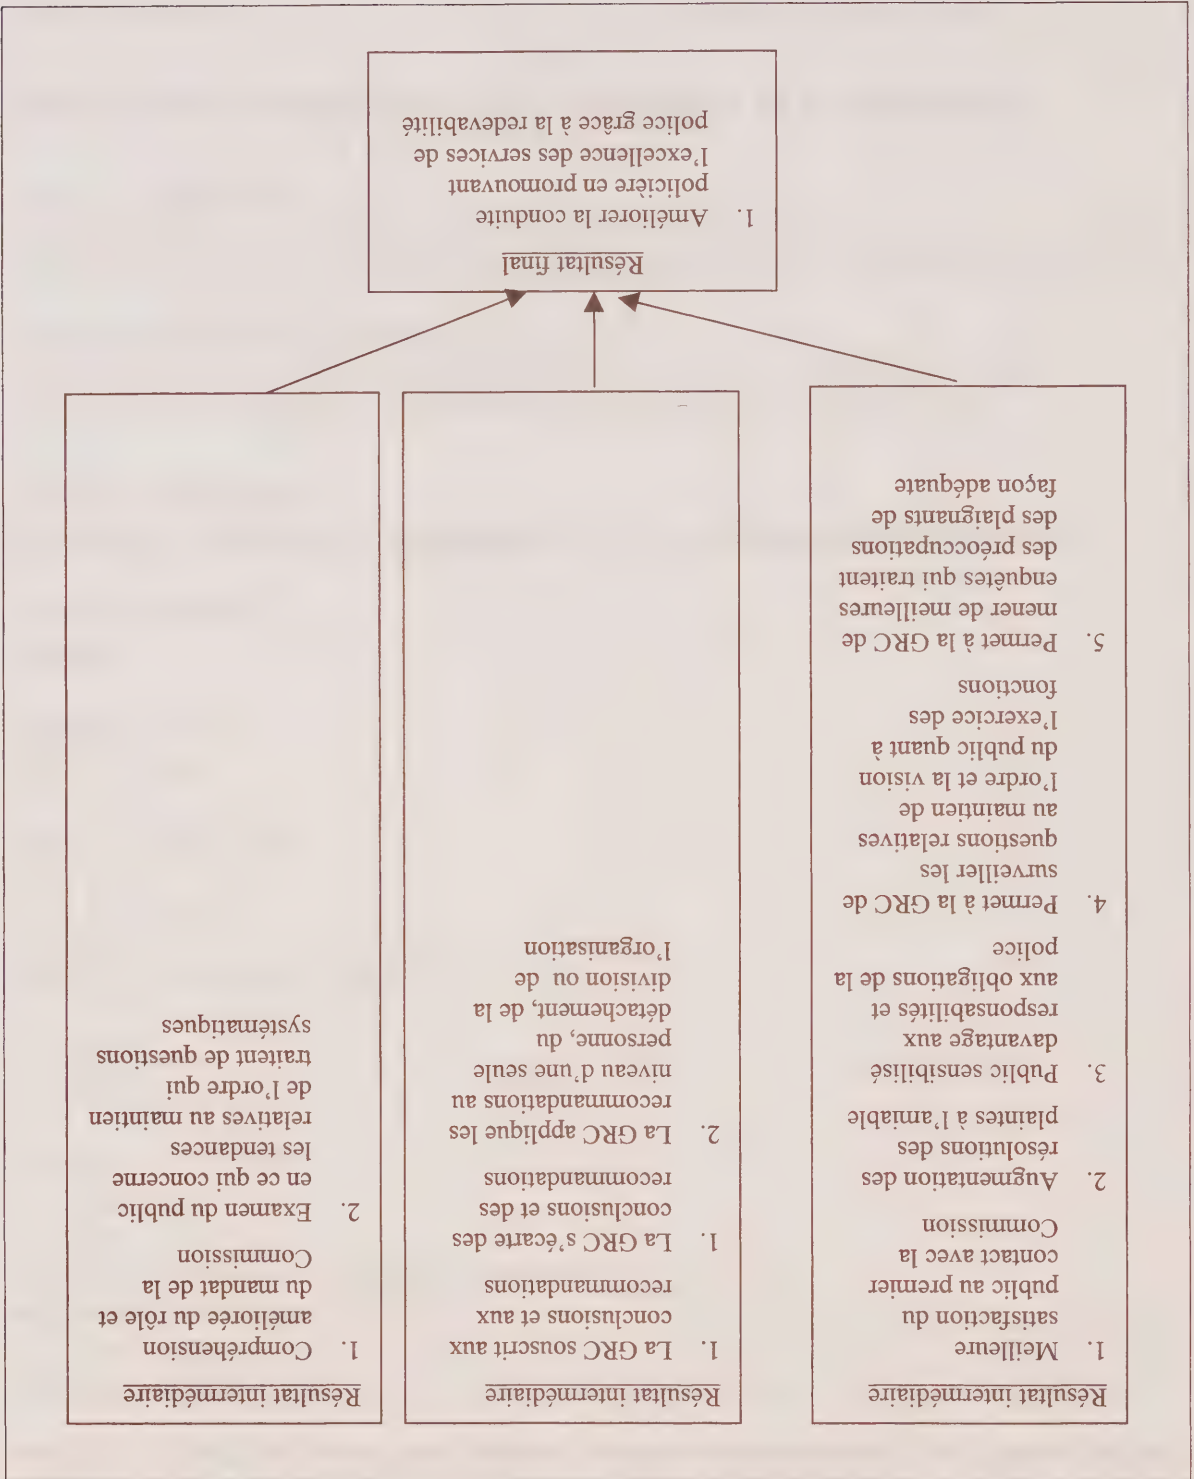 Résultat intermédiaire
1. Meilleure
satisfaction du
public au premier
contact avec la
Commission
2. Augmentation des
résolutions des
plaintes à l'amiable
3. Public sensibilisé
davantage aux
responsabilités et
aux obligations de la
police
4. Permet à la GRC de
surveiller les
questions relatives
au maintien de
l'ordre et la vision
du public quant à
l'exercice des
fonctions
5. Permet à la GRC de
mener de meilleures
enquêtes qui traitent
des préoccupations
des plaignants de
façon adéquate
Résultat intermédiaire
1. La GRC souscrit aux
conclusions et aux
recommandations
1. La GRC s'écarte des
conclusions et des
recommandations
2. La GRC applique les
recommandations au
niveau d'une seule
personne, du
détachement, de la
division ou de
l'organisation
Résultat intermédiaire
1. Compréhension
améliorée du rôle et
du mandat de la
Commission
2. Examen du public
en ce qui concerne
les tendances
relatives au maintien
de l'ordre qui
traitent de questions
systématiques
Résultat final
1. Améliorer la conduite
policière en promouvant
l'excellence des services de
police grâce à la redevabilité